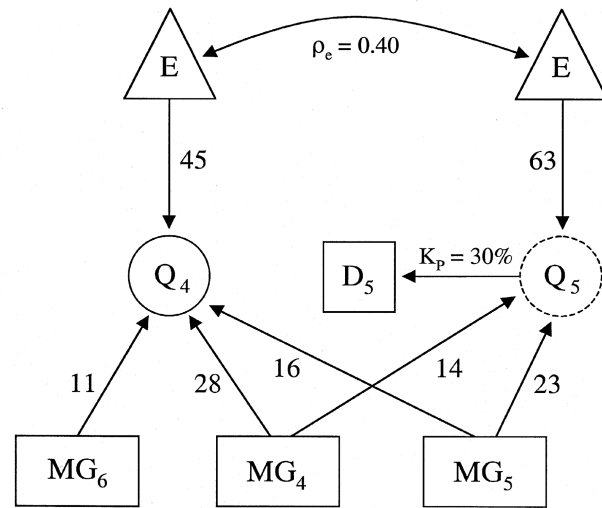 E
E
ρe = 0.40
45
63
Q4
D5
KP = 30%
Q5
11
28
16
14
23
MG6
MG4
MG5